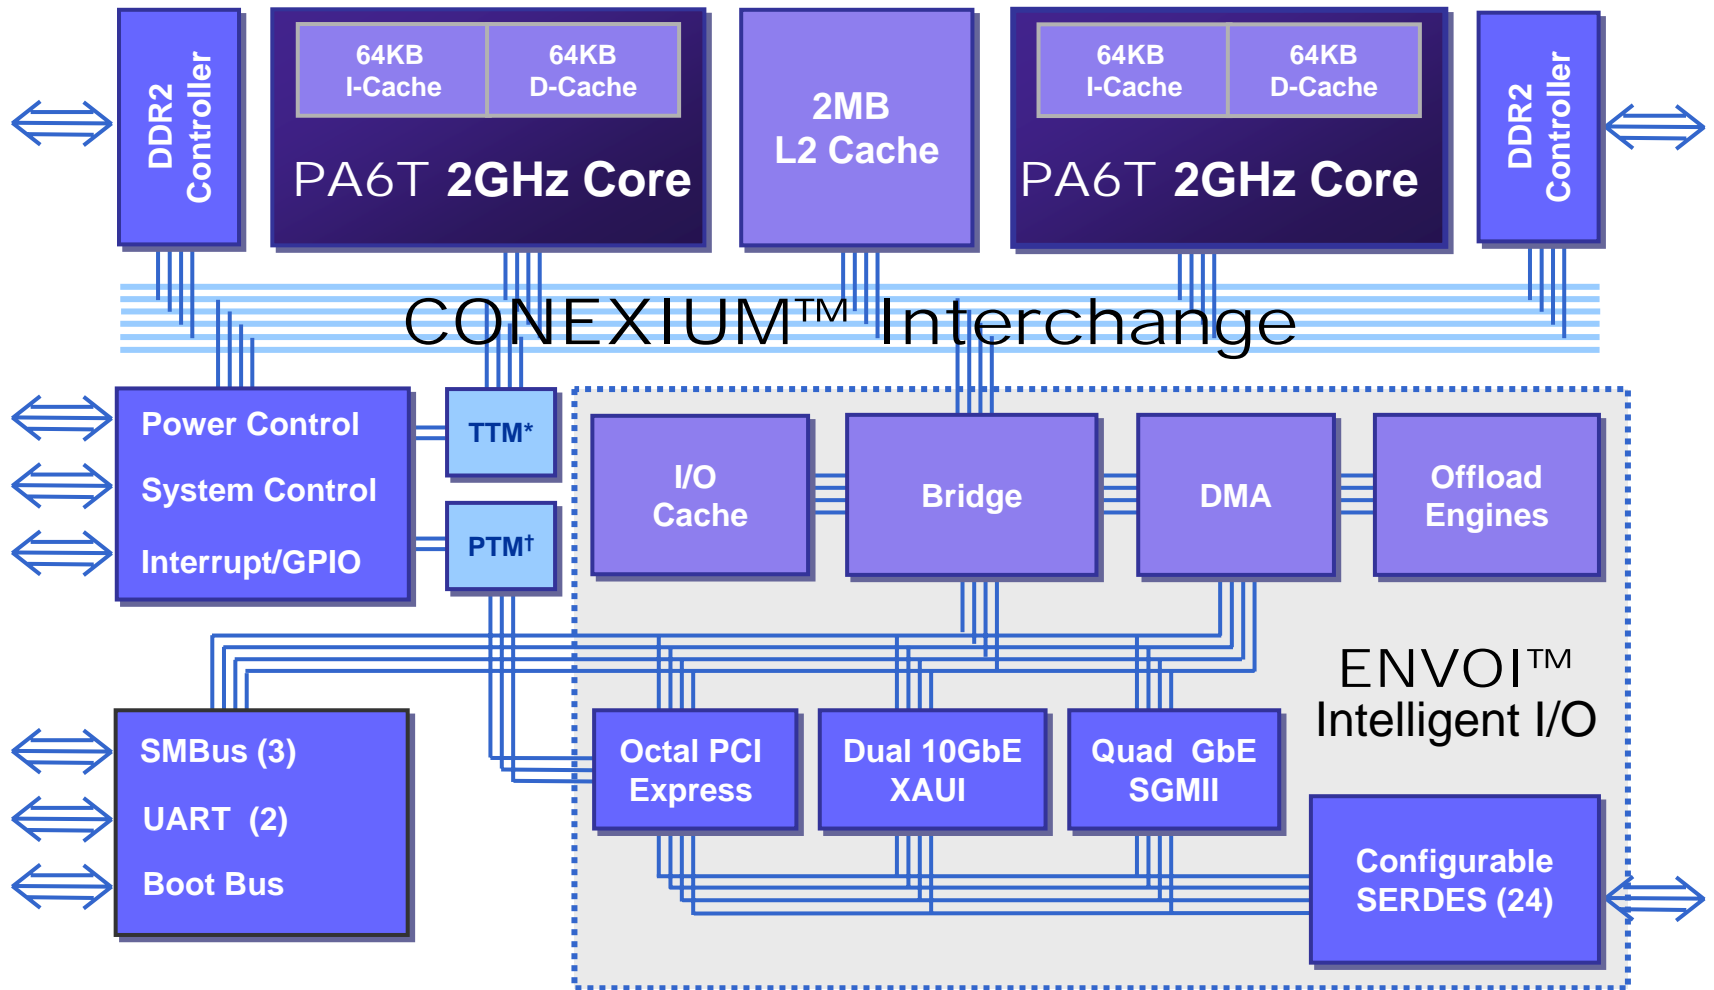 DDR2
Controller
64KB
I-Cache
64KB
D-Cache
PA6T 2GHz Core
2MB
L2 Cache
64KB
I-Cache
64KB
D-Cache
PA6T 2GHz Core
DDR2
Controller
CONEXIUM™ Interchange
Power Control
System Control
Interrupt/GPIO
TTM*
PTM†
I/O
Cache
Bridge
DMA
Offload
Engines
ENVOI™
Intelligent I/O
SMBus (3)
UART (2)
Boot Bus
Octal PCI
Express
Dual 10GbE
XAUI
Quad GbE
SGMII
Configurable
SERDES (24)